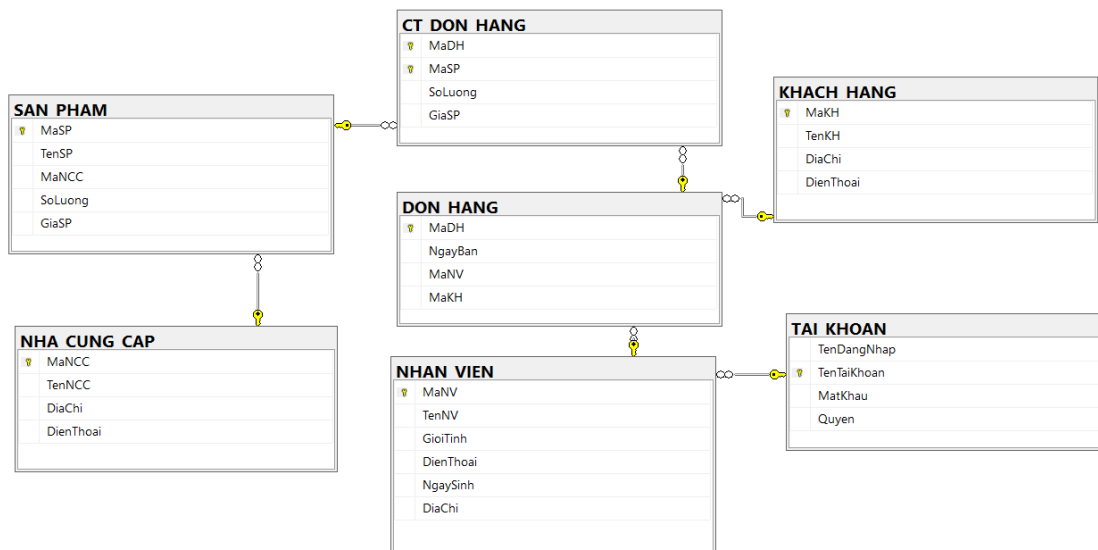 CT DON HANG
MaDH
MaSP
SoLuong
GiaSP
SAN PHAM
MaSP
TenSP
MaNCC
SoLuong
GiaSP
KHACH HANG
MaKH
TenKH
DiaChi
DienThoai
DON HANG
MaDH
NgayBan
MaNV
MaKH
NHA CUNG CAP
MaNCC
TenNCC
DiaChi
DienThoai
NHAN VIEN
MaNV
TenNV
GioiTinh
DienThoai
NgaySinh
DiaChi
TAI KHOAN
TenDangNhap
TenTaiKhoan
MatKhau
Quyen